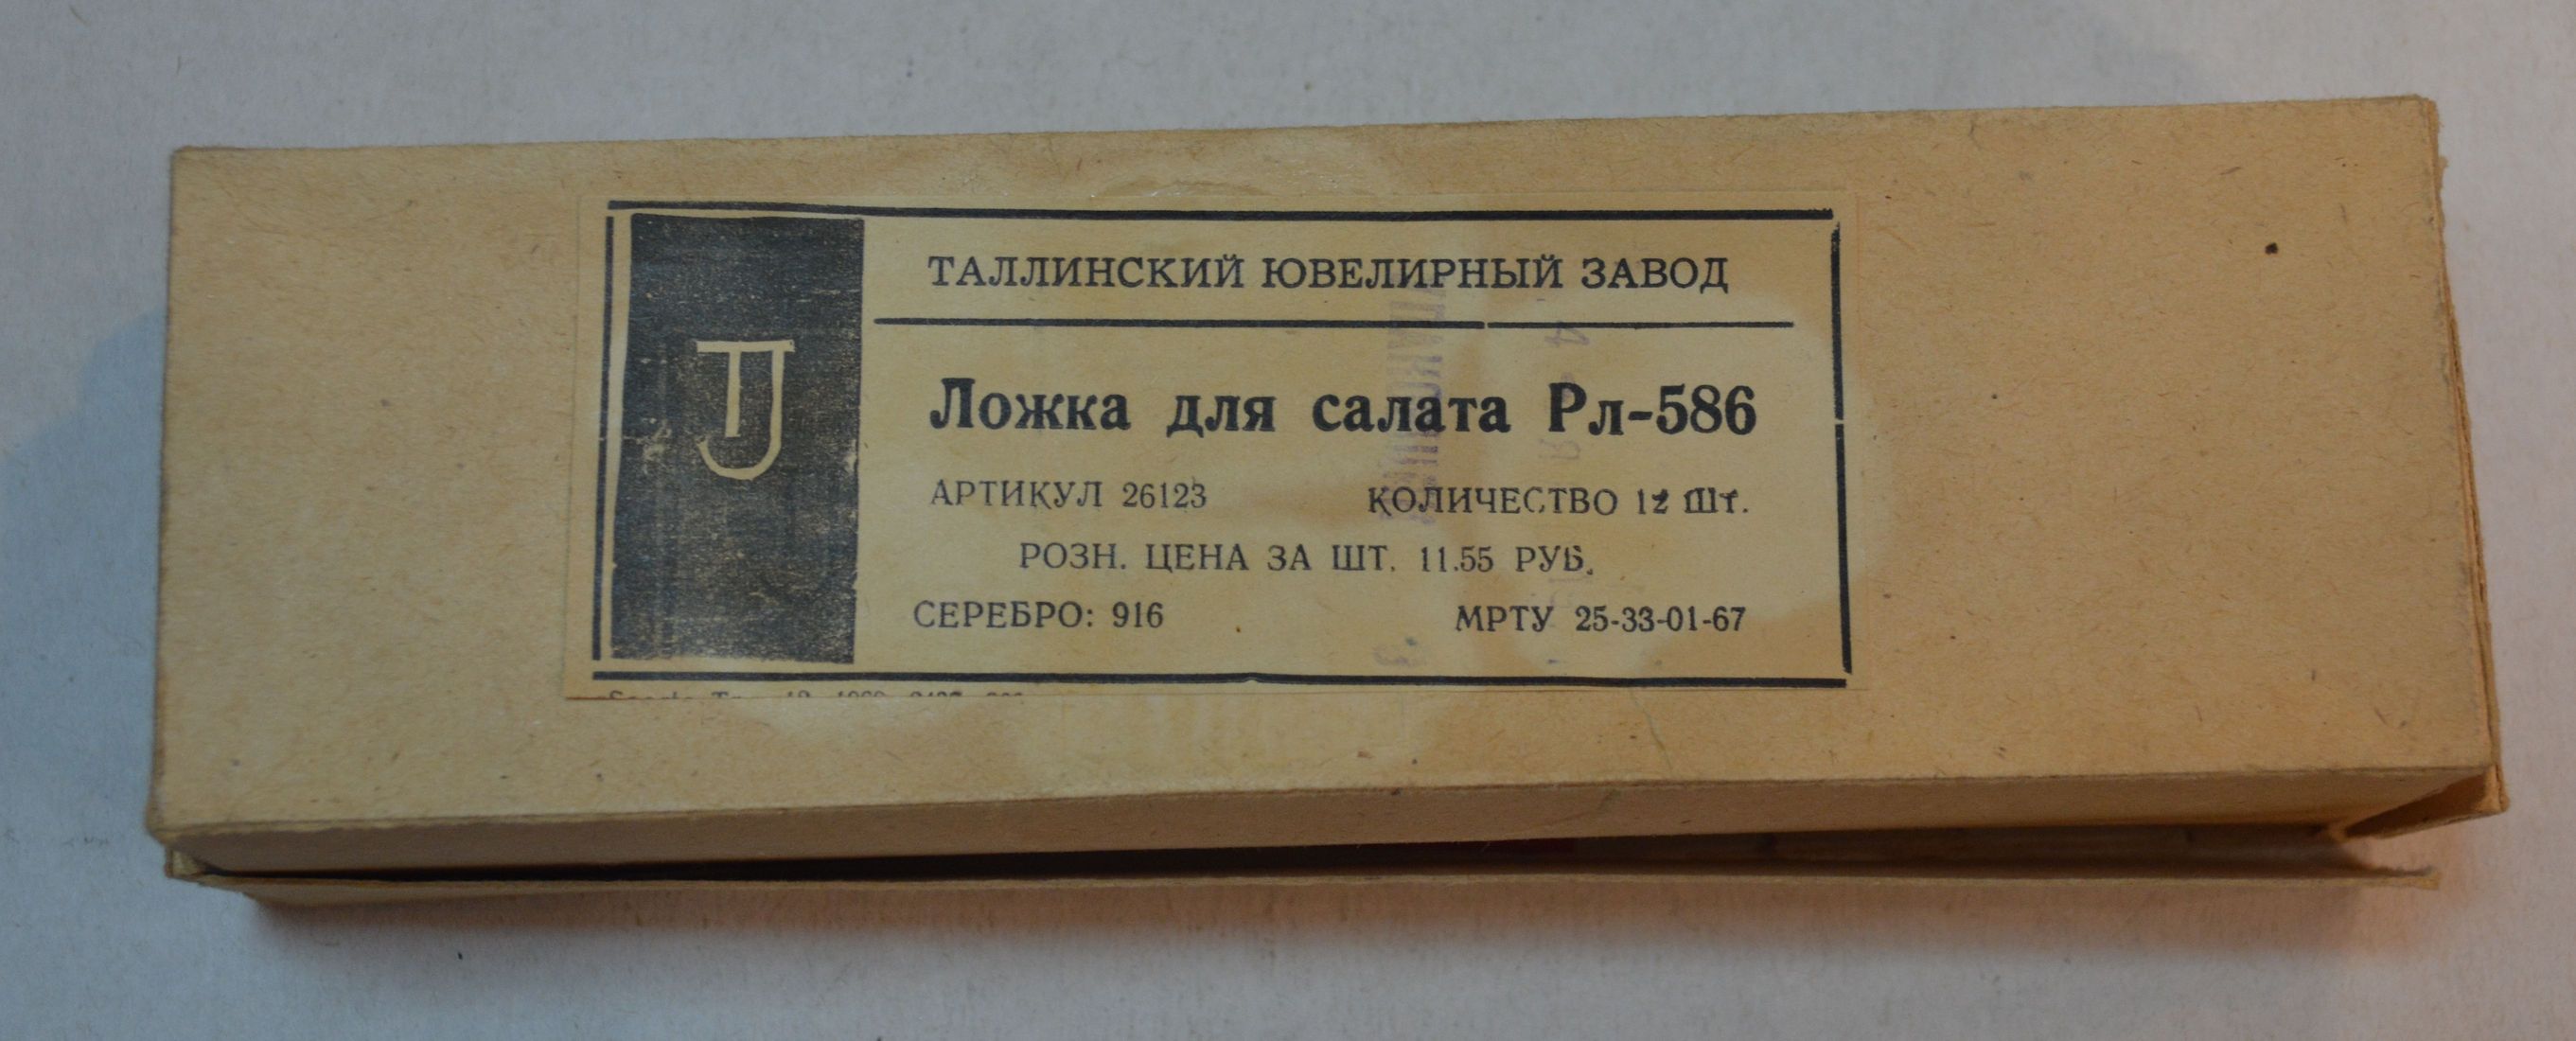 ТАЛЛИНСКИЙ ЮВЕЛИРНЫЙ ЗАВОД
TJ
Ложка для салата Рл-586
АРТИКУЛ 26123 КОЛИЧЕСТВО 12 ШТ.
РОЗН. ЦЕНА ЗА ШТ. 11.55 РУБ.
СЕРЕБРО: 916 МРТУ 25-33-01-67